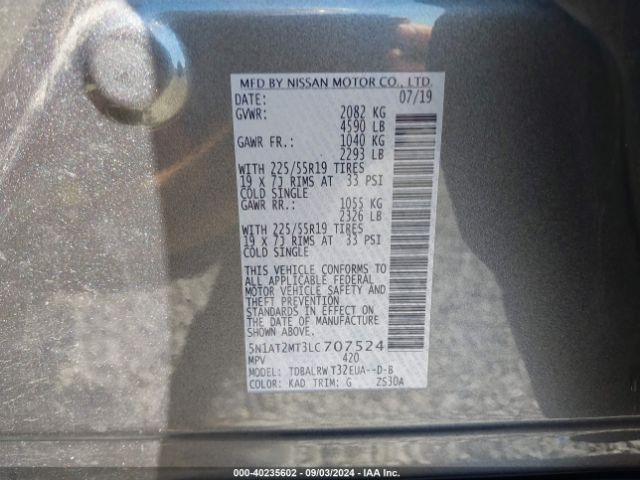 MFD BY NISSAN MOTOR CO., LTD.
DATE: 07/19
GVWR: 2082 KG
4590 LB
GAWR FR.: 1040 KG
2293 LB
WITH 225/55R19 TIRES
19 X 7J RIMS AT 33 PSI
COLD SINGLE
GAWR RR.: 1055 KG
2326 LB
WITH 225/55R19 TIRES
19 X 7J RIMS AT 33 PSI
COLD SINGLE
THIS VEHICLE CONFORMS TO
ALL APPLICABLE FEDERAL
MOTOR VEHICLE SAFETY AND
THEFT PREVENTION
STANDARDS IN EFFECT ON
THE DATE OF MANUFACTURE
SHOWN ABOVE.
5N1AT2MT3LC707524
MPV 420
MODEL: TDBALRW T32EUA--D-B
COLOR: KAD TRIM: G ZS30A
000-40235602 - 09/03/2024 - IAA Inc.